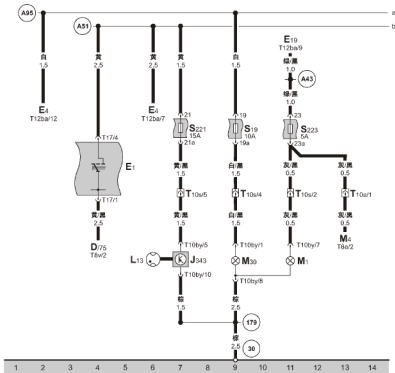 A95
a
A51
b
E19
T12ba/9
白
1.5
黄
2.5
黄
2.5
黄
2.5
白
1.5
绿/黑
1.0
A43
绿/黑
1.0
E4
T12ba/12
E4
T12ba/7
T17/4
21
19
23
S221
15A
S19
10A
S223
5A
21a
19a
23a
E1
黄/黑
1.5
白/黑
1.5
灰/黑
0.5
灰/黑
0.5
T10s/5
T10s/4
T10s/2
T10s/1
T17/1
黄/黑
2.5
黄/黑
1.5
白/黑
1.5
灰/黑
0.5
灰/黑
0.5
D/75
T8w/2
T10by/5
T10by/1
T10by/7
M4
T6e/2
L13
J343
M30
M1
T10by/10
T10by/8
棕
1.5
棕
2.5
179
棕
2.5
30
1 2 3 4 5 6 7 8 9 10 11 12 13 14